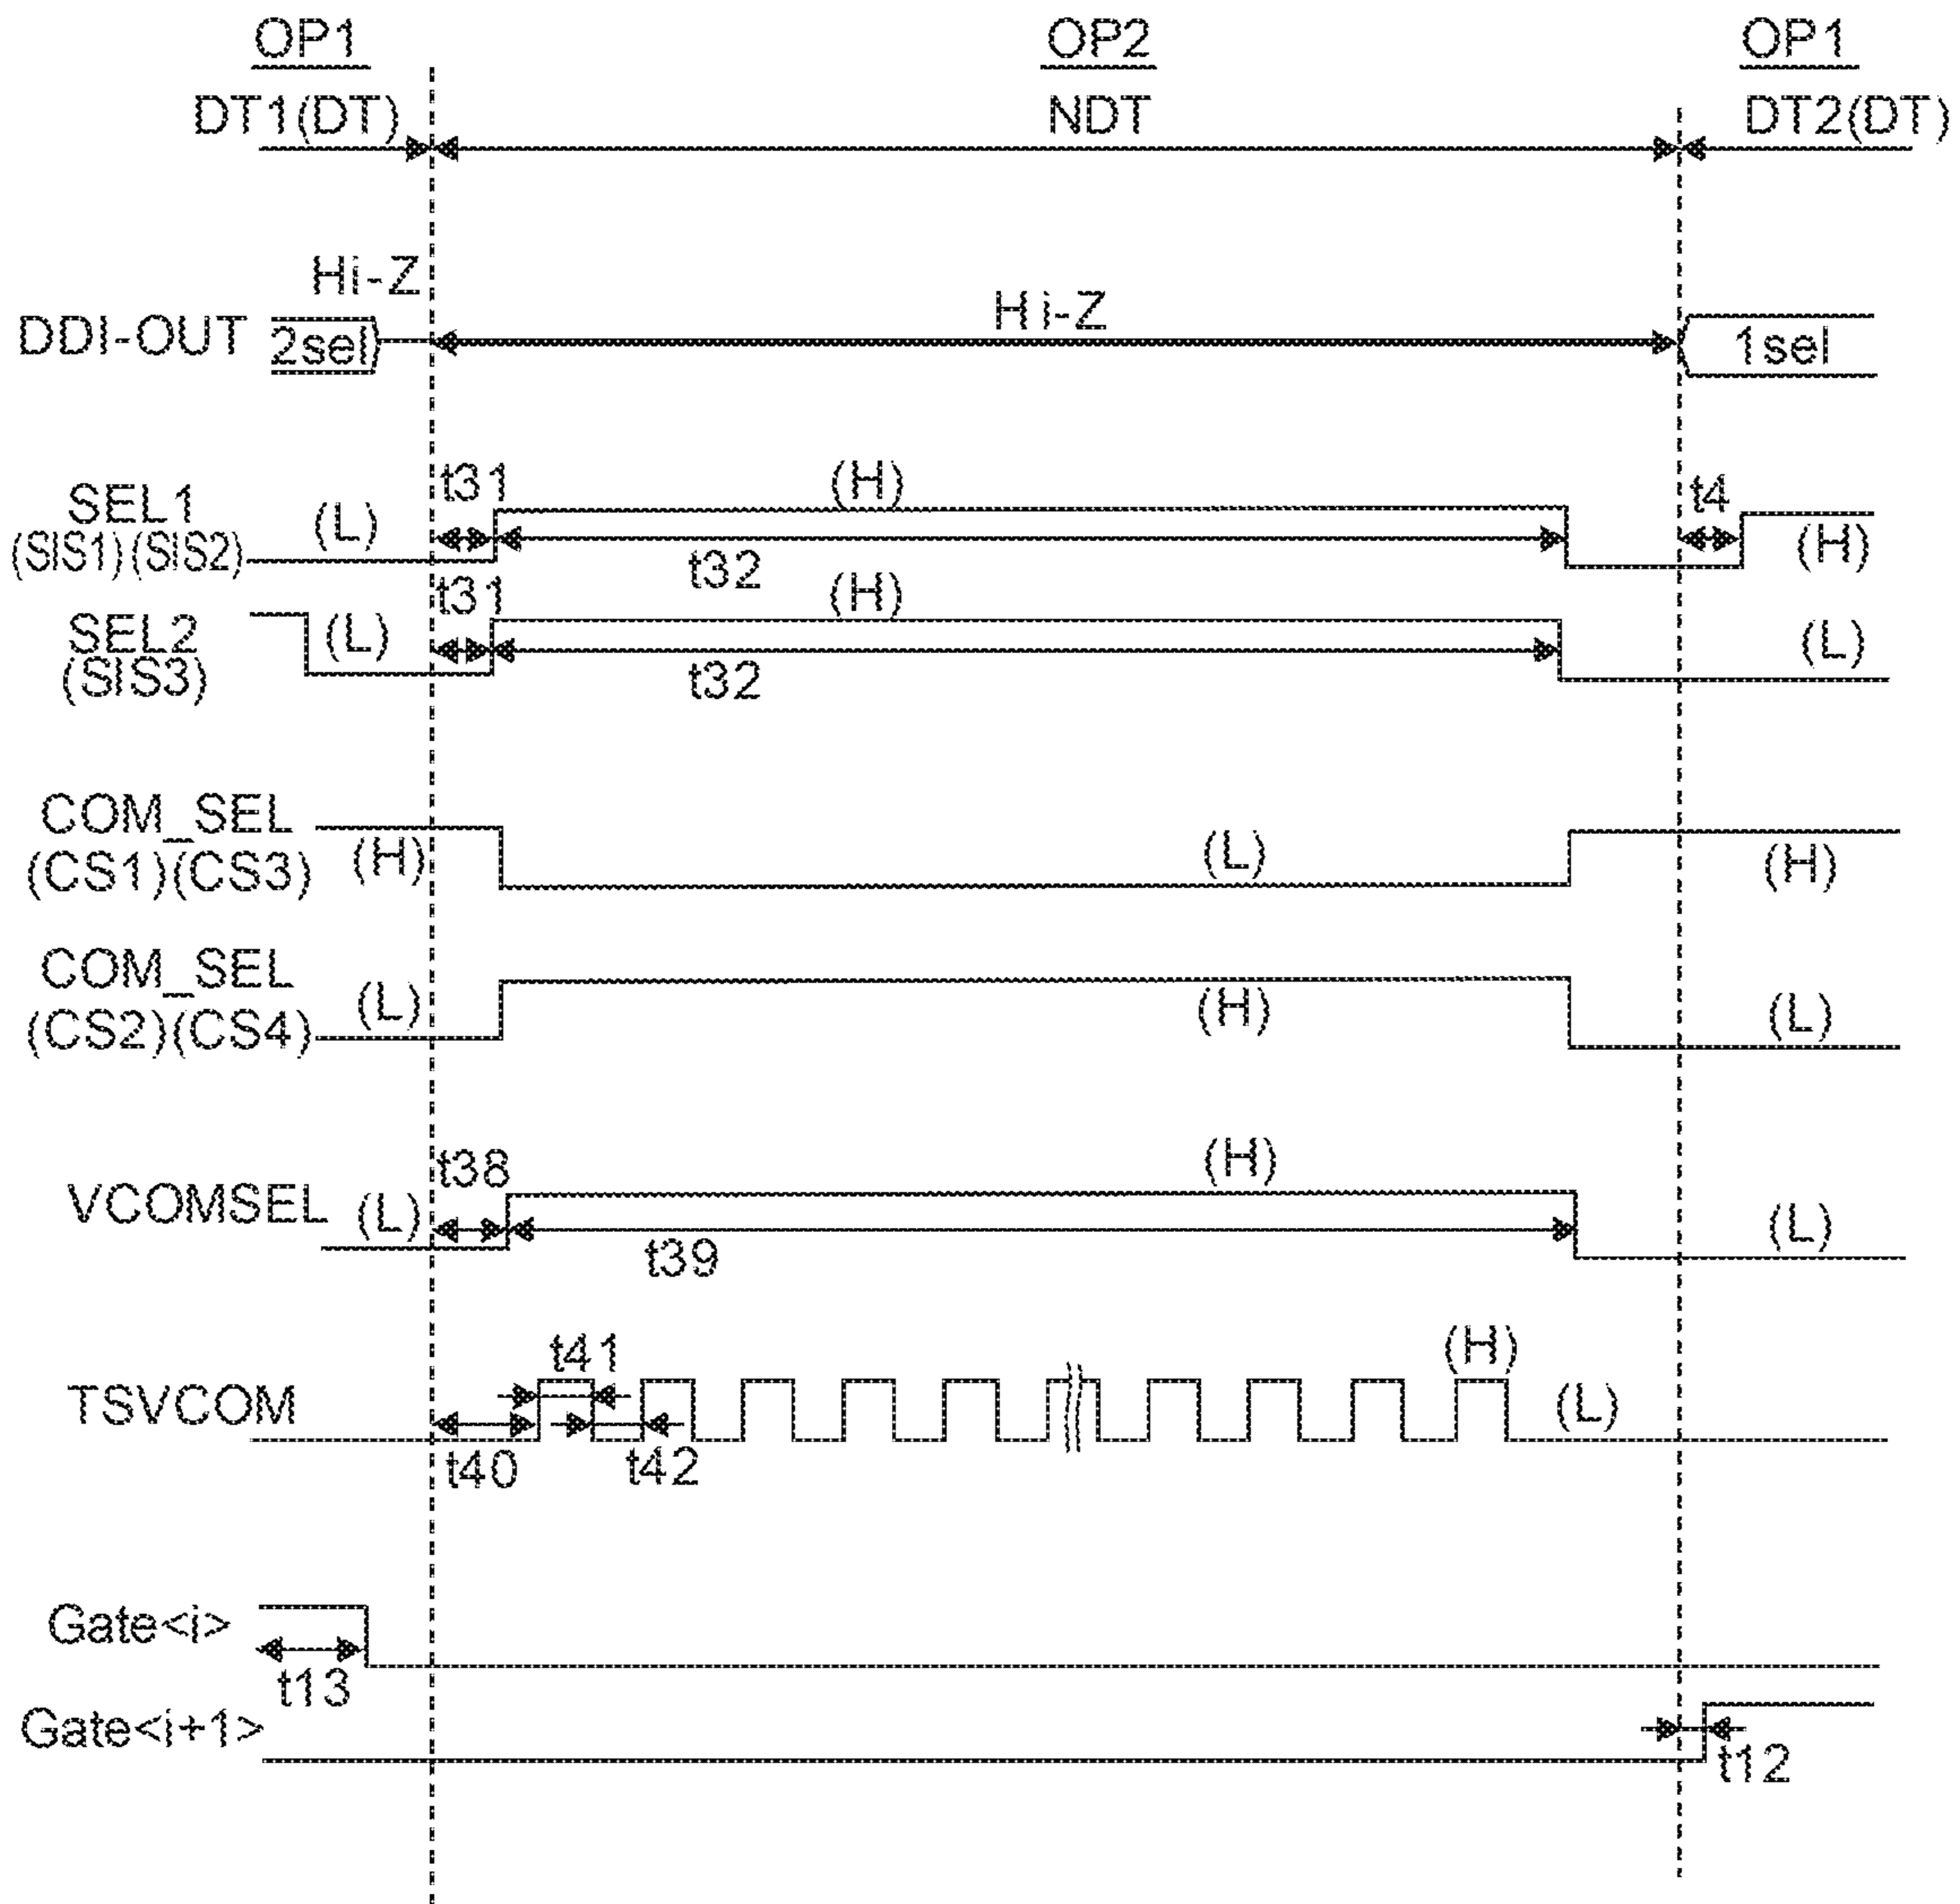 OP1 OP2 OP1
DT1(DT) NDT DT2(DT)
Hi-Z
DDI-OUT 2sel Hi-Z 1sel
SEL1 (L) t31 (H) t4
(SIS1)(SIS2) t32 (H)
SEL2 (L) t31 (H) (L)
(SIS3) t32
COM_SEL
(CS1)(CS3) (H) (L) (H)
COM_SEL
(CS2)(CS4) (L) (H) (L)
t38 (H)
VCOMSEL (L) t39 (L)
t41 (H)
TSVCOM (L)
t40 t42
Gate<i>
t13
Gate<i+1>
t12